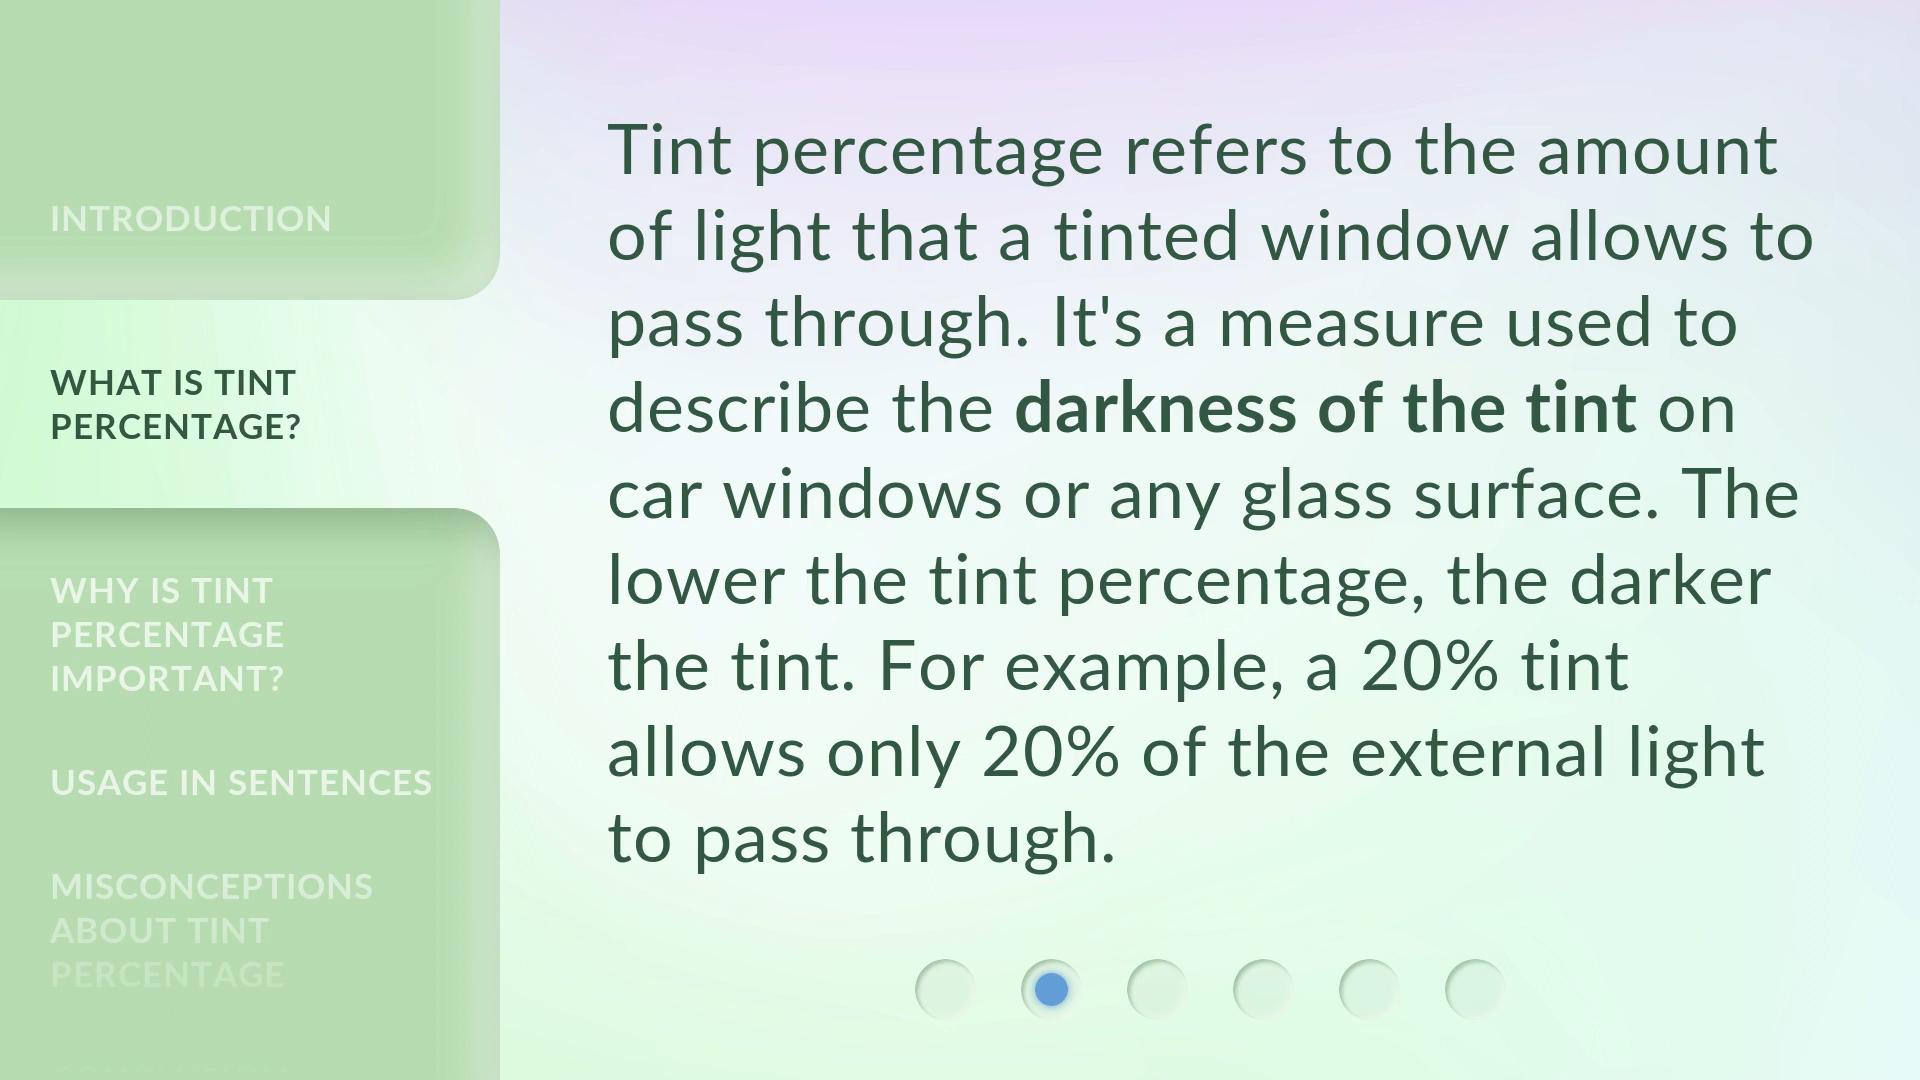 INTRODUCTION
WHAT IS TINT
PERCENTAGE?
WHY IS TINT
PERCENTAGE
IMPORTANT?
USAGE IN SENTENCES
MISCONCEPTIONS
ABOUT TINT
PERCENTAGE
Tint percentage refers to the amount
of light that a tinted window allows to
pass through. It's a measure used to
describe the darkness of the tint on
car windows or any glass surface. The
lower the tint percentage, the darker
the tint. For example, a 20% tint
allows only 20% of the external light
to pass through.